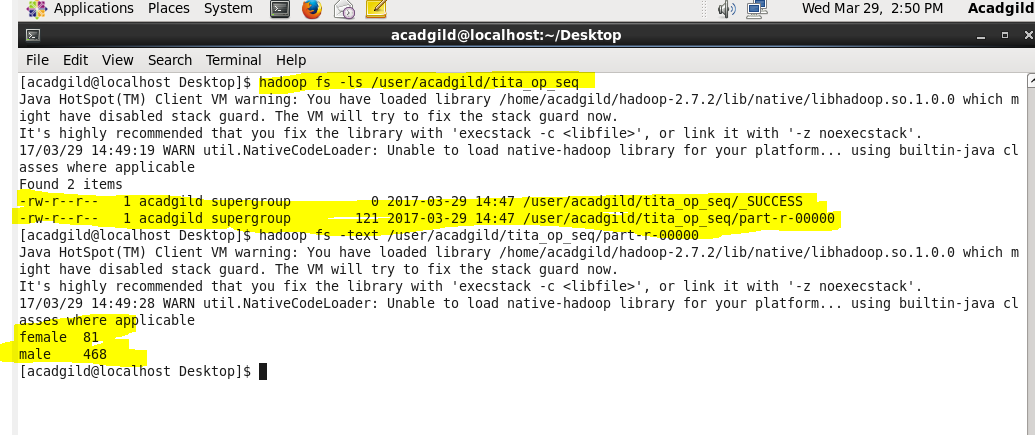 Applications Places System Wed Mar 29, 2:50 PM Acadgild
acadgild@localhost:~/Desktop
File Edit View Search Terminal Help
[acadgild@localhost Desktop]$ hadoop fs -ls /user/acadgild/tita_op_seq
Java HotSpot(TM) Client VM warning: You have loaded library /home/acadgild/hadoop-2.7.2/lib/native/libhadoop.so.1.0.0 which m
ight have disabled stack guard. The VM will try to fix the stack guard now.
It's highly recommended that you fix the library with 'execstack -c <libfile>', or link it with '-z noexecstack'.
17/03/29 14:49:19 WARN util.NativeCodeLoader: Unable to load native-hadoop library for your platform... using builtin-java cl
asses where applicable
Found 2 items
-rw-r--r--   1 acadgild supergroup          0 2017-03-29 14:47 /user/acadgild/tita_op_seq/_SUCCESS
-rw-r--r--   1 acadgild supergroup        121 2017-03-29 14:47 /user/acadgild/tita_op_seq/part-r-00000
[acadgild@localhost Desktop]$ hadoop fs -text /user/acadgild/tita_op_seq/part-r-00000
Java HotSpot(TM) Client VM warning: You have loaded library /home/acadgild/hadoop-2.7.2/lib/native/libhadoop.so.1.0.0 which m
ight have disabled stack guard. The VM will try to fix the stack guard now.
It's highly recommended that you fix the library with 'execstack -c <libfile>', or link it with '-z noexecstack'.
17/03/29 14:49:28 WARN util.NativeCodeLoader: Unable to load native-hadoop library for your platform... using builtin-java cl
asses where applicable
female  81
male    468
[acadgild@localhost Desktop]$